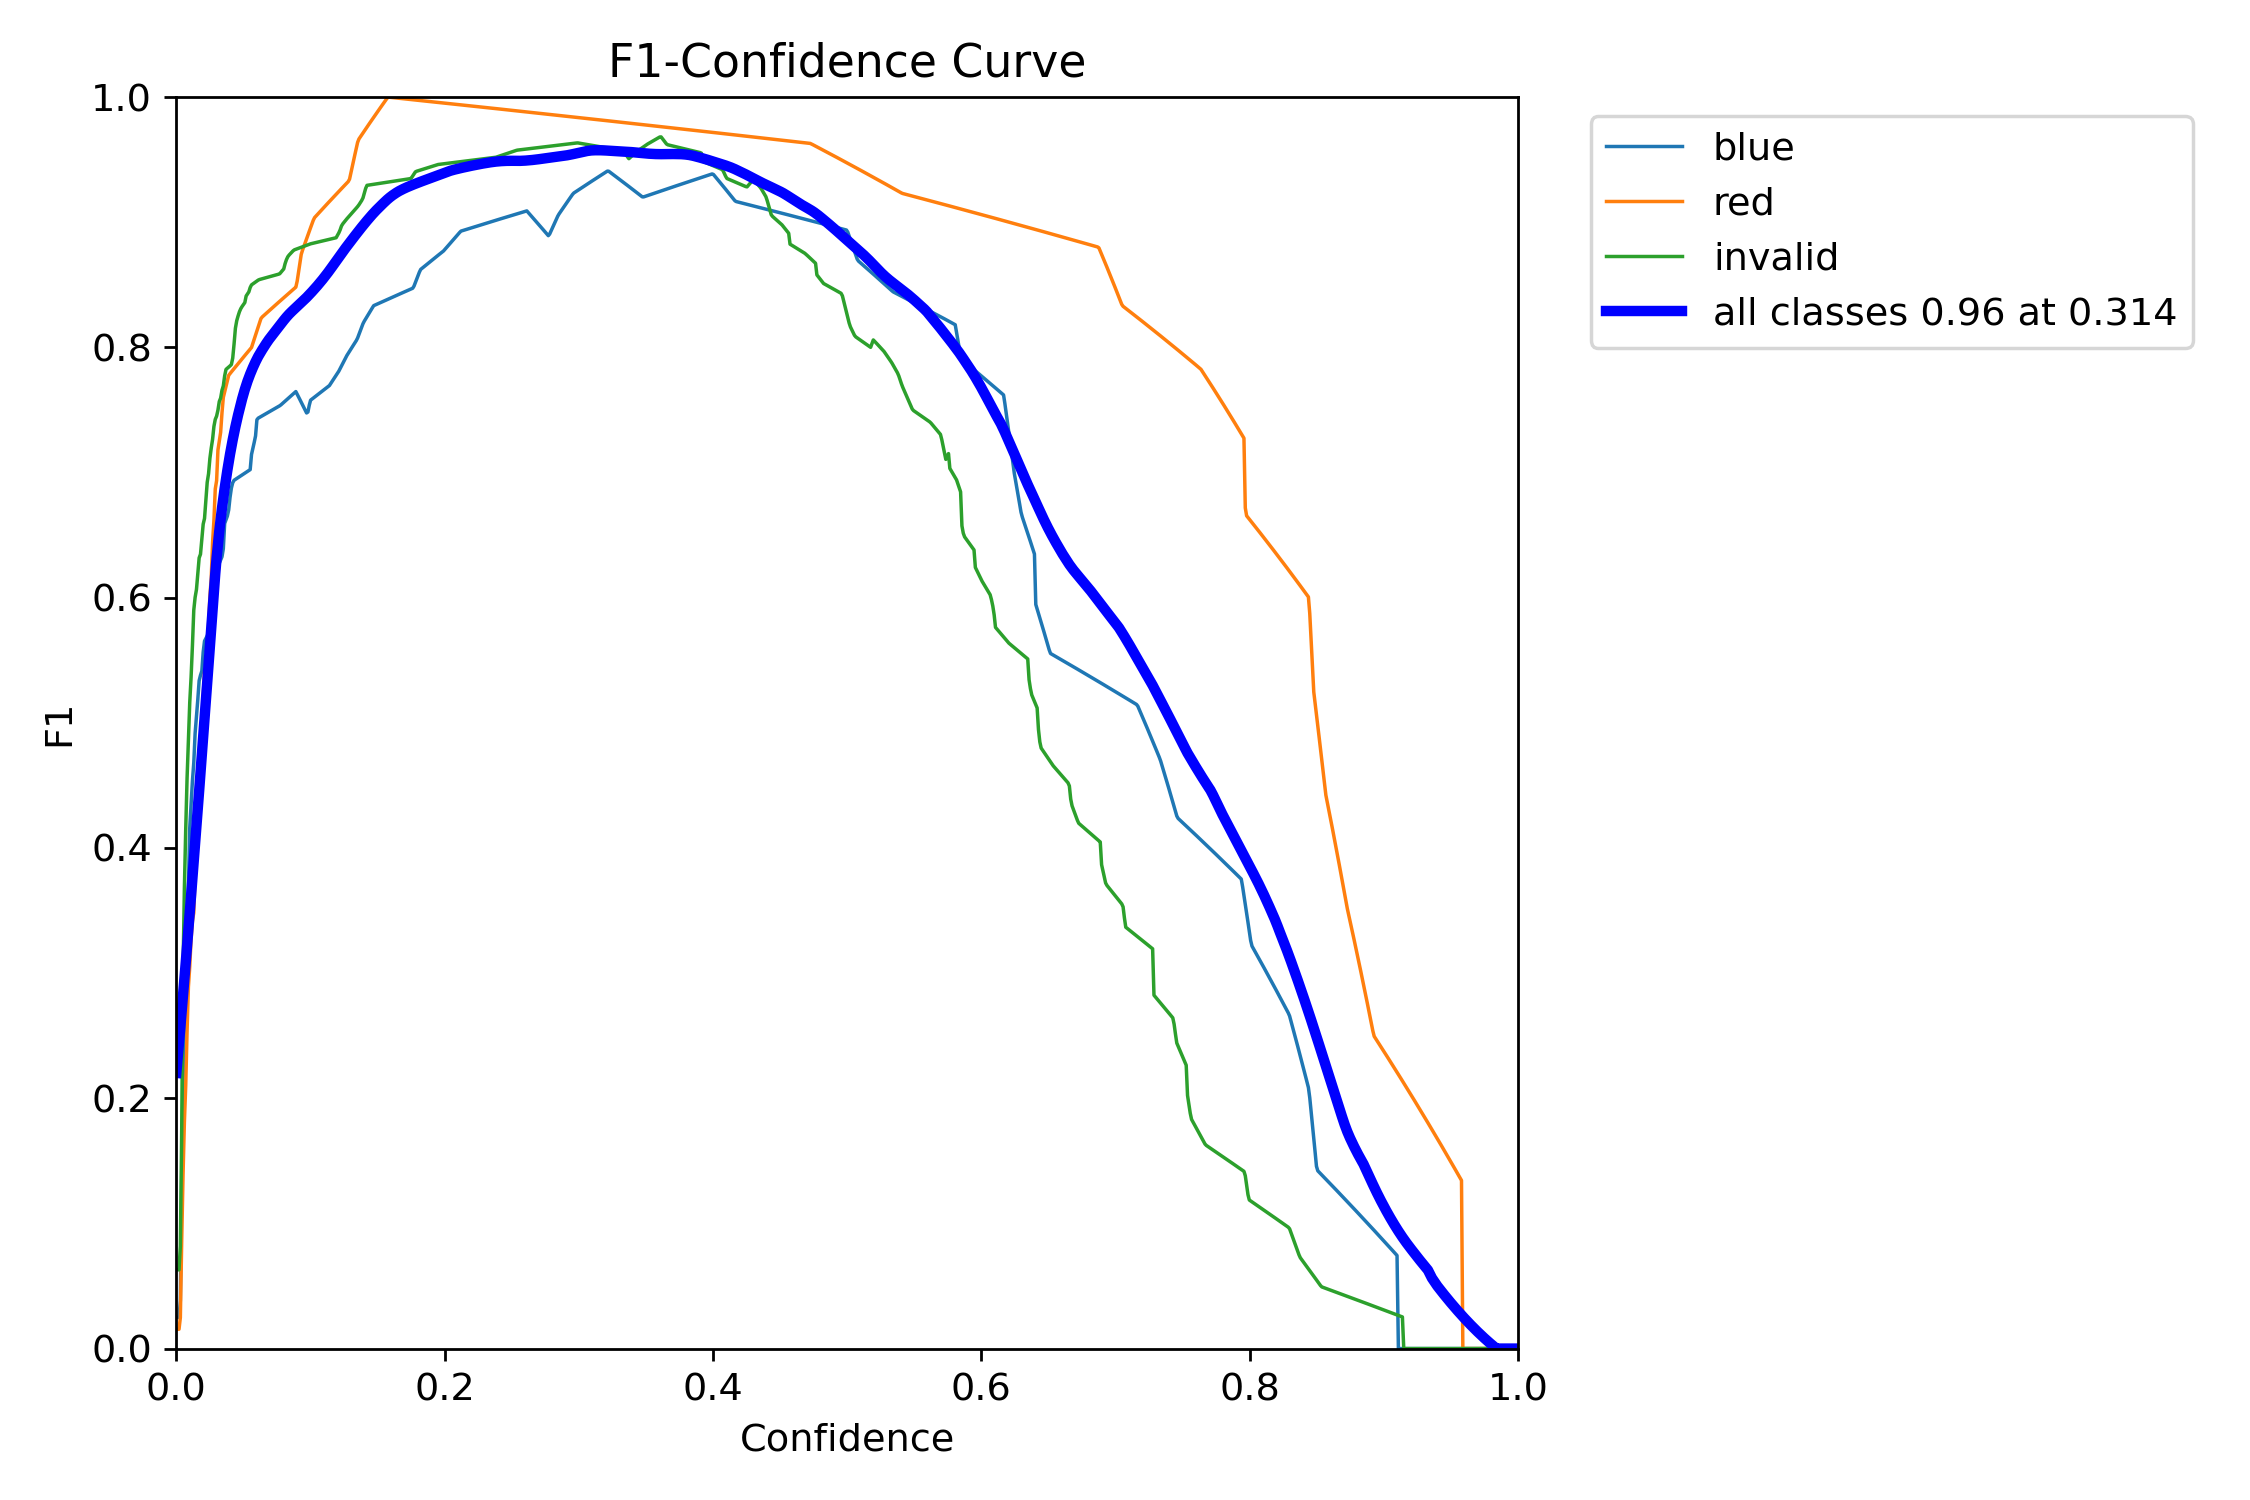 F1-Confidence Curve
1.0
0.8
0.6
0.4
0.2
0.0
F1
0.0 0.2 0.4 0.6 0.8 1.0
Confidence
blue
red
invalid
all classes 0.96 at 0.314